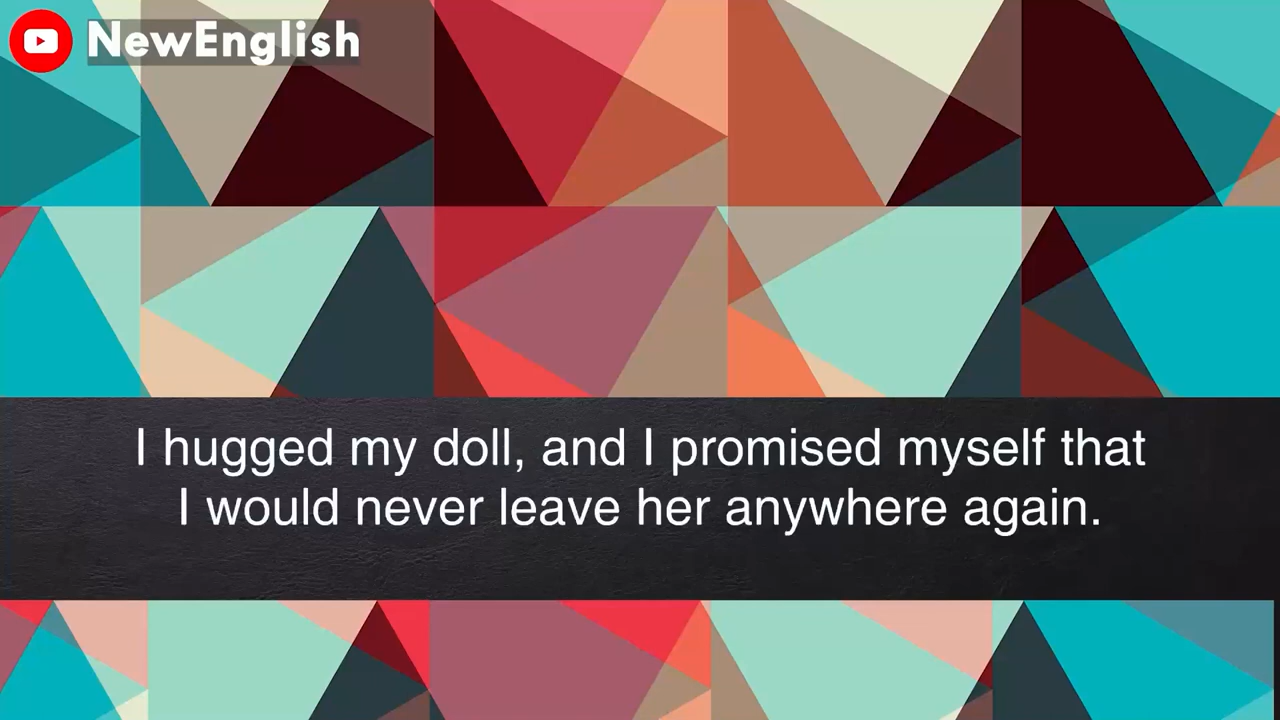 NewEnglish
I hugged my doll, and I promised myself that
I would never leave her anywhere again.